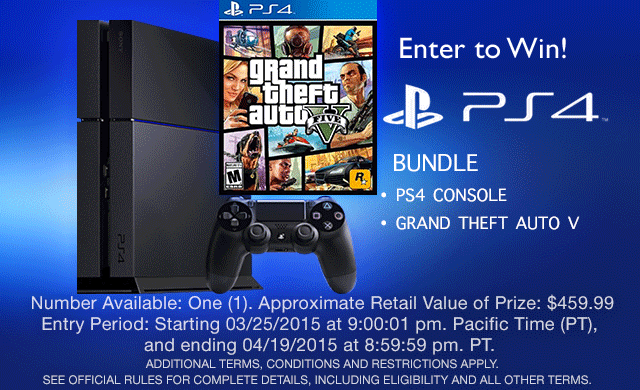 PS4
Enter to Win!
grand
theft
auto
V
FIVE
PS4™
BUNDLE
• PS4 CONSOLE
• GRAND THEFT AUTO V
M
R
PS4
Number Available: One (1). Approximate Retail Value of Prize: $459.99
Entry Period: Starting 03/25/2015 at 9:00:01 pm. Pacific Time (PT),
and ending 04/19/2015 at 8:59:59 pm. PT.
ADDITIONAL TERMS, CONDITIONS AND RESTRICTIONS APPLY.
SEE OFFICIAL RULES FOR COMPLETE DETAILS, INCLUDING ELIGIBILITY AND ALL OTHER TERMS.